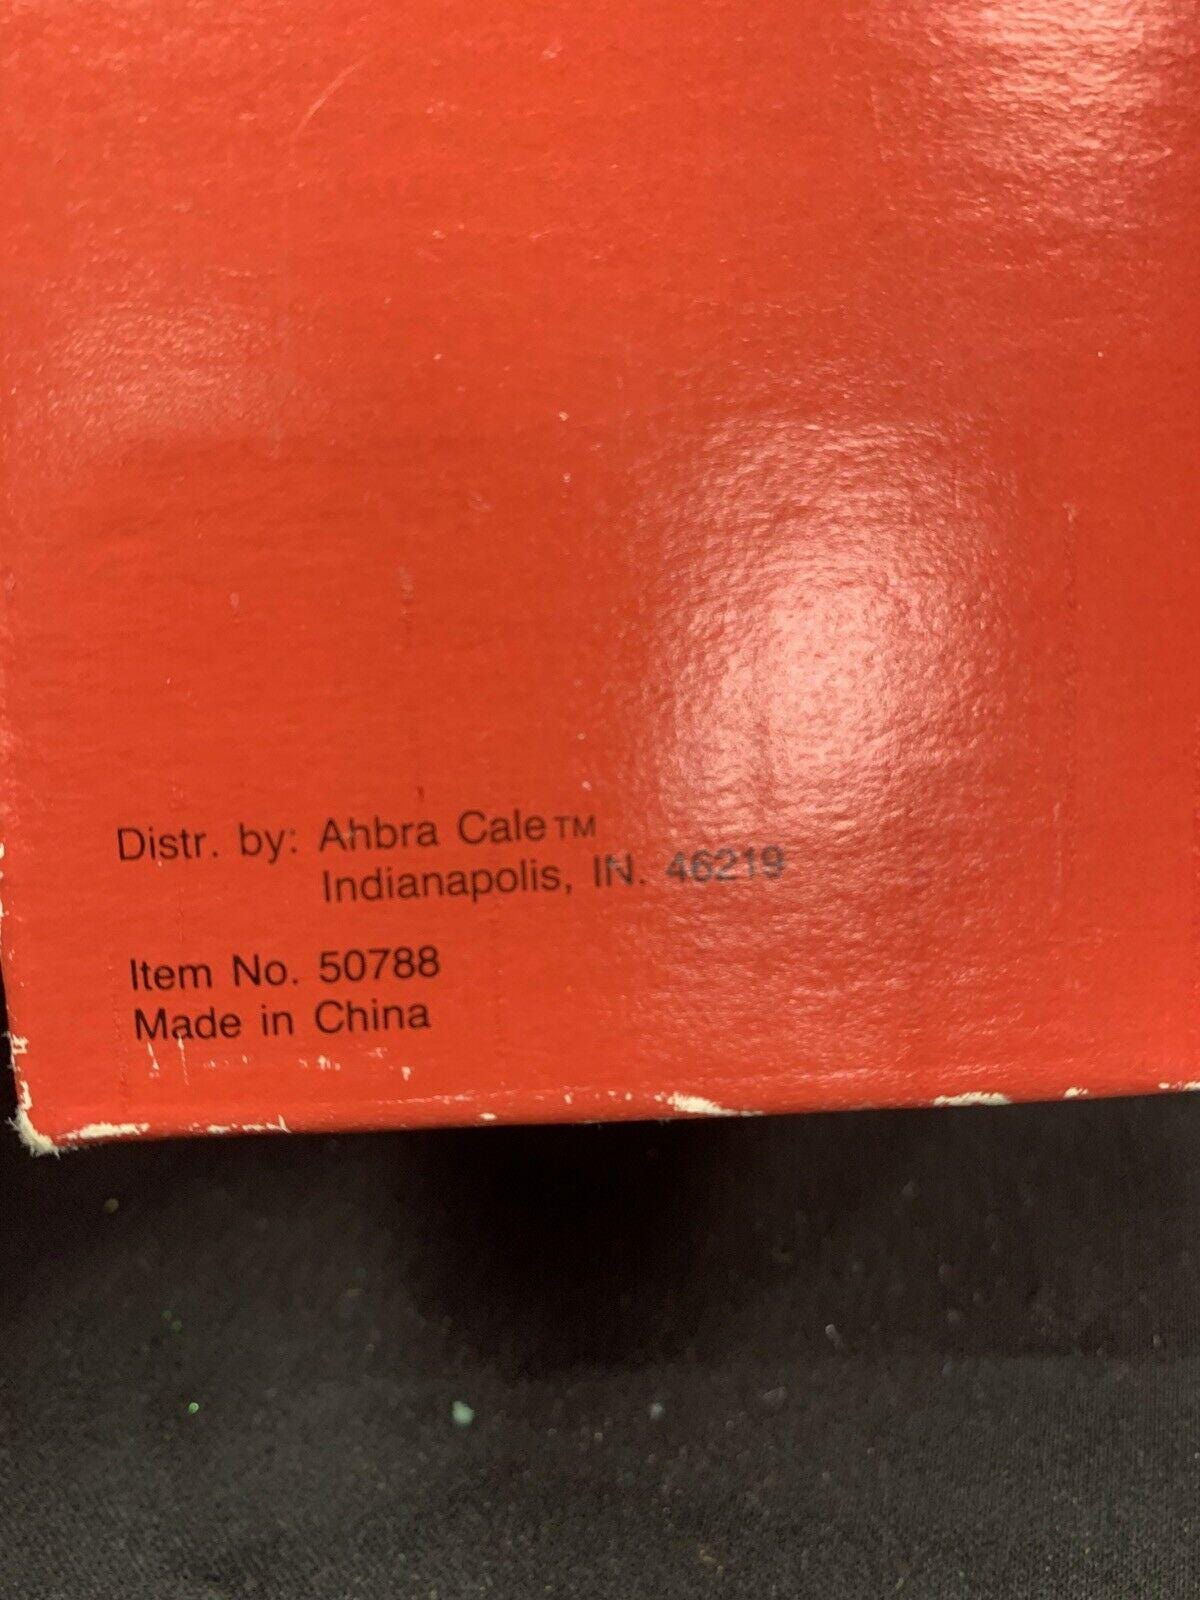 Distr. by: Ahbra Cale™
Indianapolis, IN. 46219
Item No. 50788
Made in China